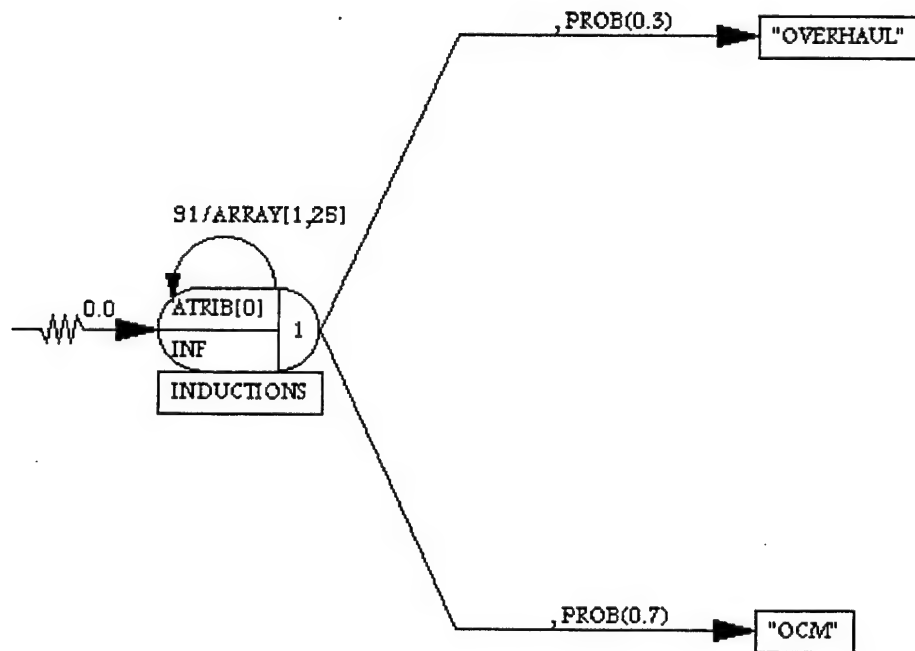 , PROB(0.3)
"OVERHAUL"
91/ARRAY[1,25]
0.0
ATRIB[0]
1
INF
INDUCTIONS
, PROB(0.7)
"OCM"